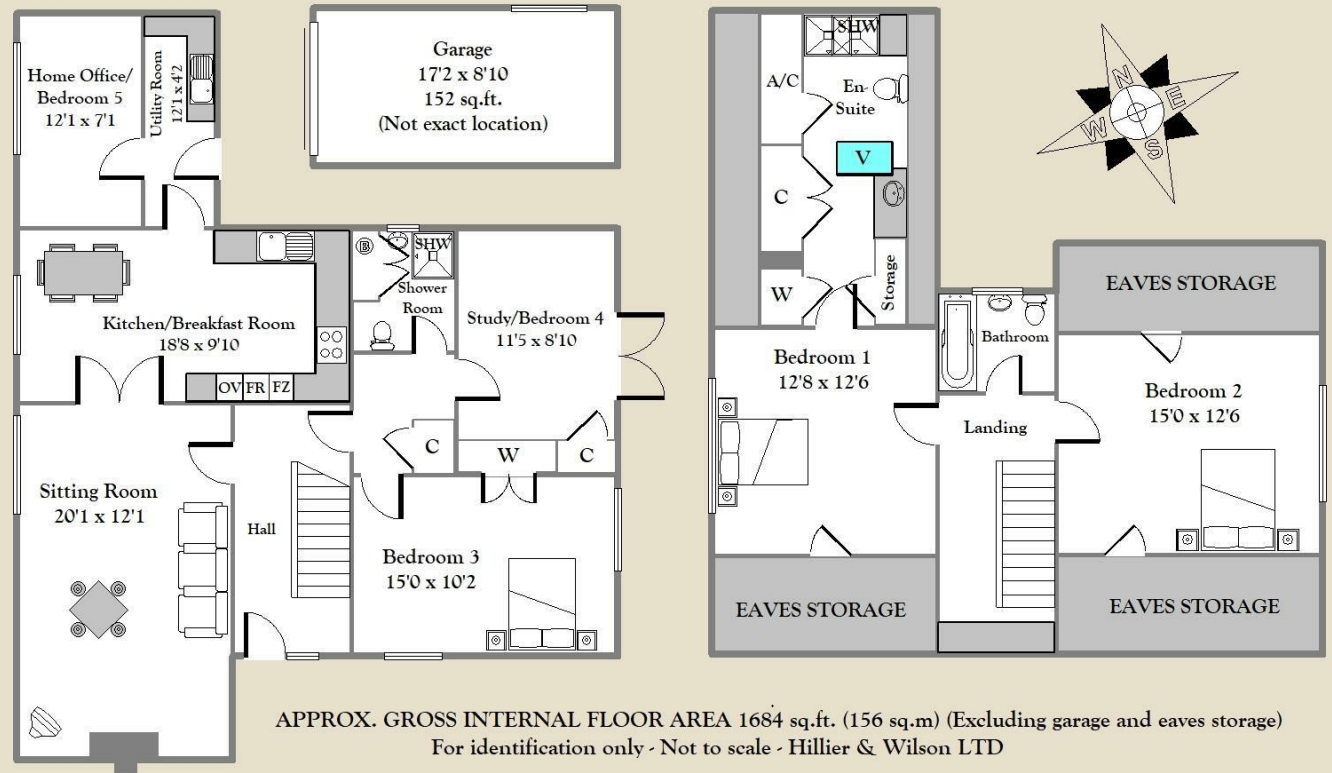 Home Office/
Bedroom 5
12'1 x 7'1
Utility Room
12'1 x 4'2
Garage
17'2 x 8'10
152 sq.ft.
(Not exact location)
Kitchen/Breakfast Room
18'8 x 9'10
OV FR FZ
B
SHW
Shower
Room
Study/Bedroom 4
11'5 x 8'10
C
W
C
Sitting Room
20'1 x 12'1
Hall
Bedroom 3
15'0 x 10'2
SHW
A/C
En-
Suite
V
C
W
Storage
N
E
S
W
EAVES STORAGE
Bathroom
Bedroom 1
12'8 x 12'6
Landing
Bedroom 2
15'0 x 12'6
EAVES STORAGE
EAVES STORAGE
APPROX. GROSS INTERNAL FLOOR AREA 1684 sq.ft. (156 sq.m) (Excluding garage and eaves storage)
For identification only - Not to scale - Hillier & Wilson LTD